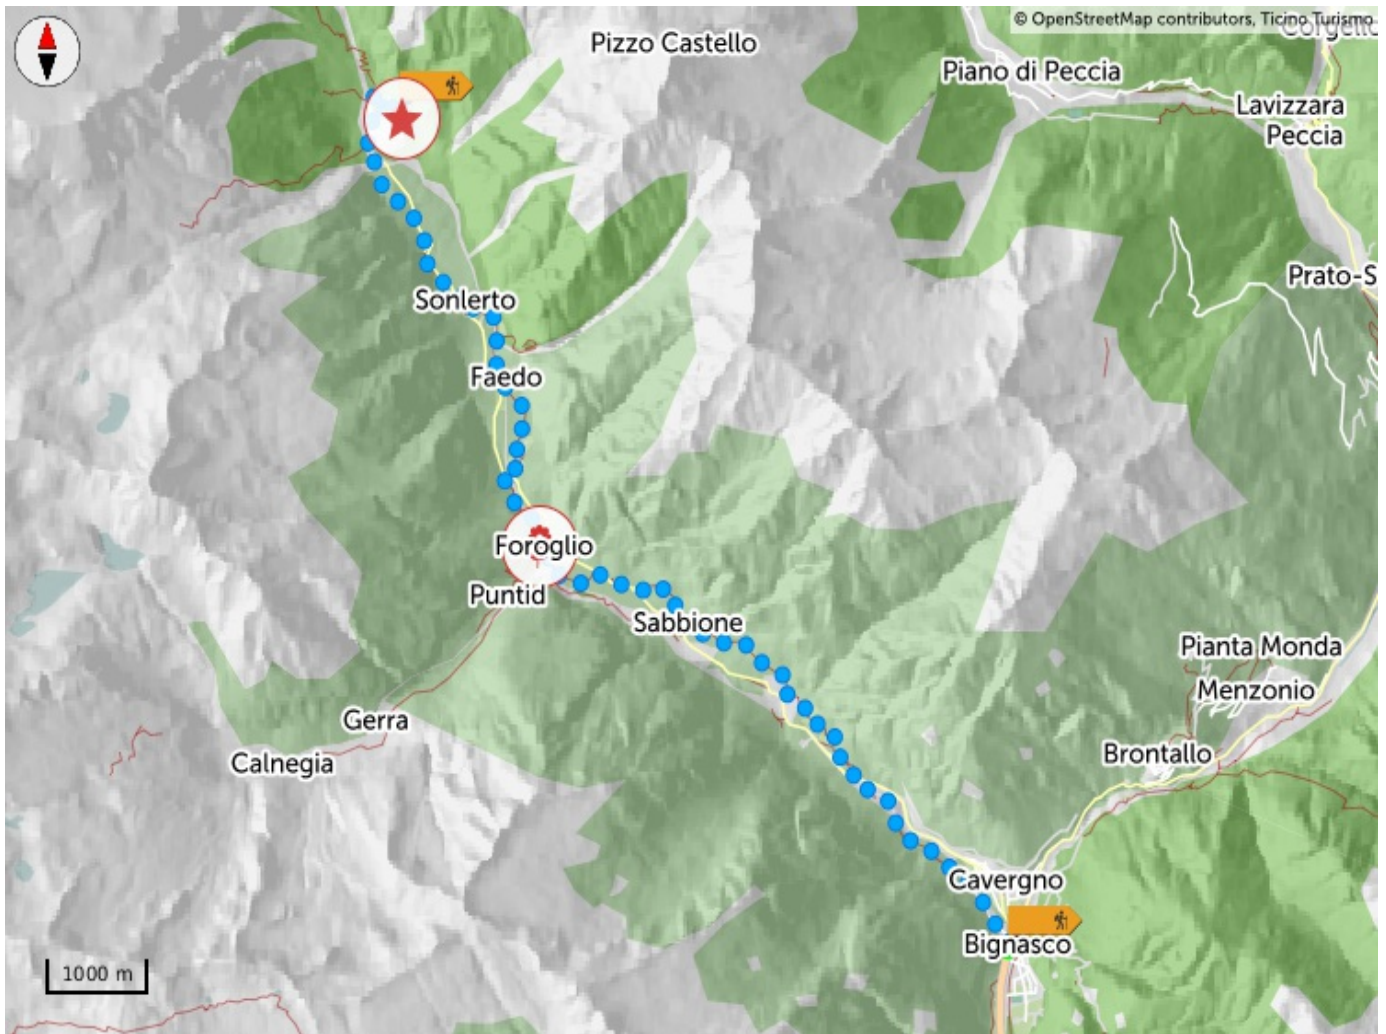 © OpenStreetMap contributors, Ticino Turismo
Pizzo Castello
Piano di Peccia
Lavizzara
Peccia
Prato-S
Sonlerto
Faedo
Foroglio
Puntid
Sabbione
Pianta Monda
Menzonio
Gerra
Brontallo
Calnegia
Cavergno
Bignasco
1000 m